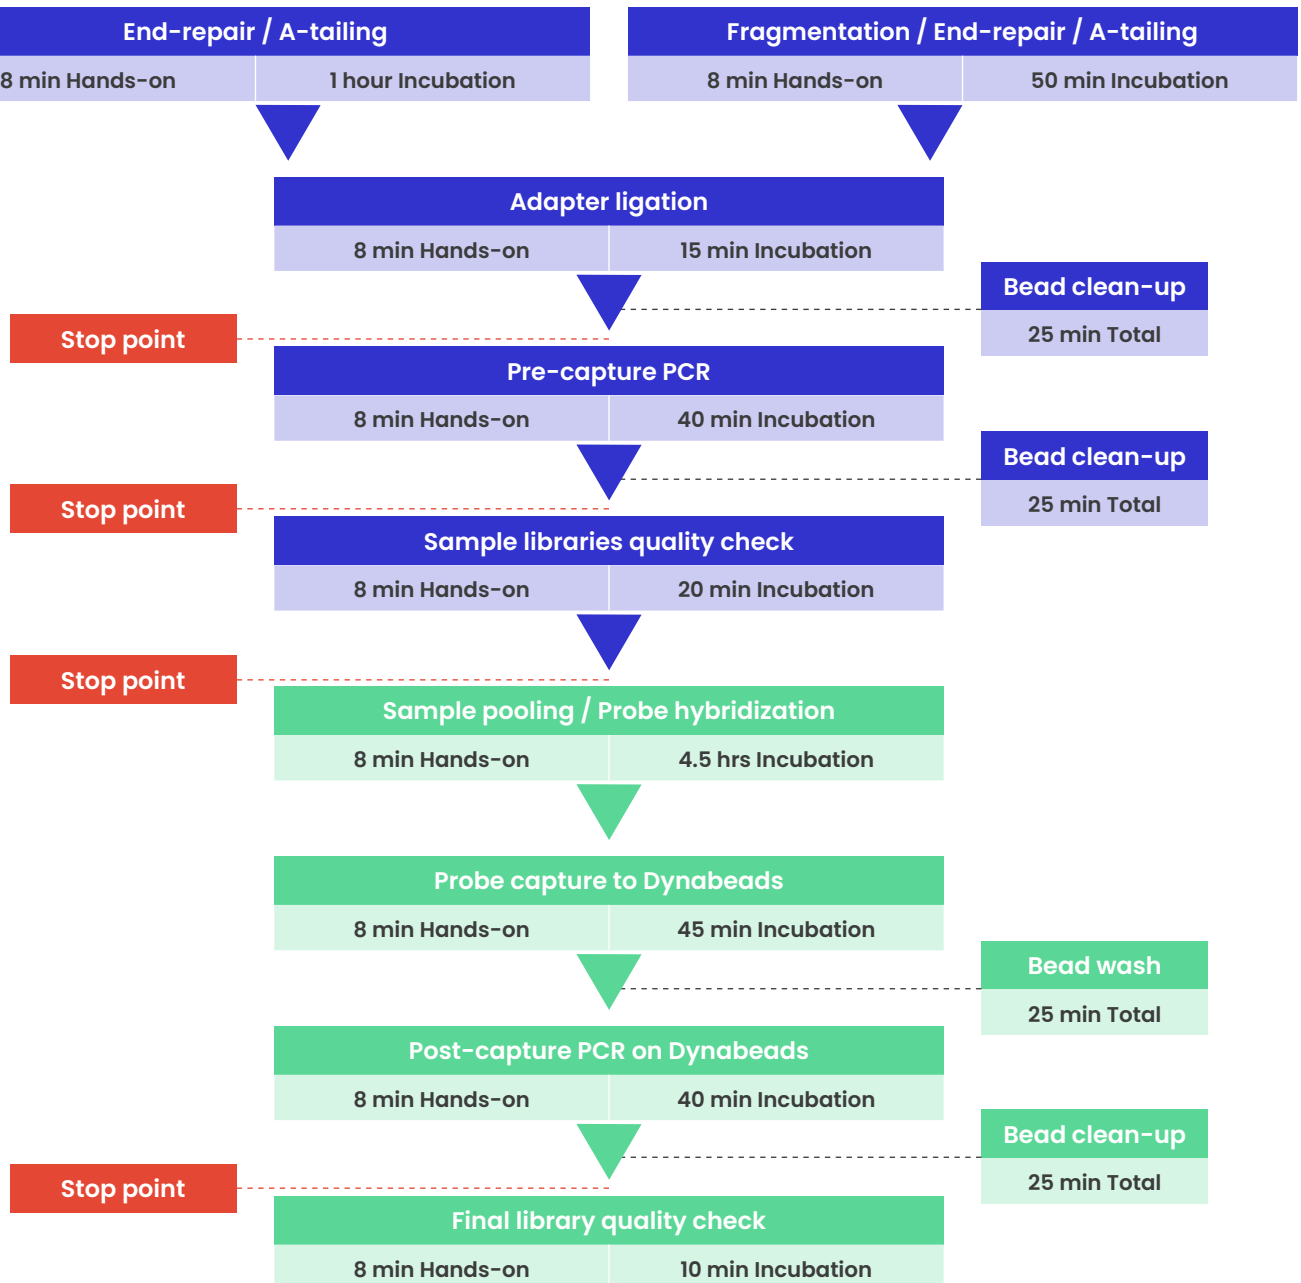 End-repair / A-tailing
8 min Hands-on
1 hour Incubation
Fragmentation / End-repair / A-tailing
8 min Hands-on
50 min Incubation
Adapter ligation
8 min Hands-on
15 min Incubation
Bead clean-up
25 min Total
Stop point
Pre-capture PCR
8 min Hands-on
40 min Incubation
Bead clean-up
25 min Total
Stop point
Sample libraries quality check
8 min Hands-on
20 min Incubation
Stop point
Sample pooling / Probe hybridization
8 min Hands-on
4.5 hrs Incubation
Probe capture to Dynabeads
8 min Hands-on
45 min Incubation
Bead wash
25 min Total
Post-capture PCR on Dynabeads
8 min Hands-on
40 min Incubation
Bead clean-up
25 min Total
Stop point
Final library quality check
8 min Hands-on
10 min Incubation